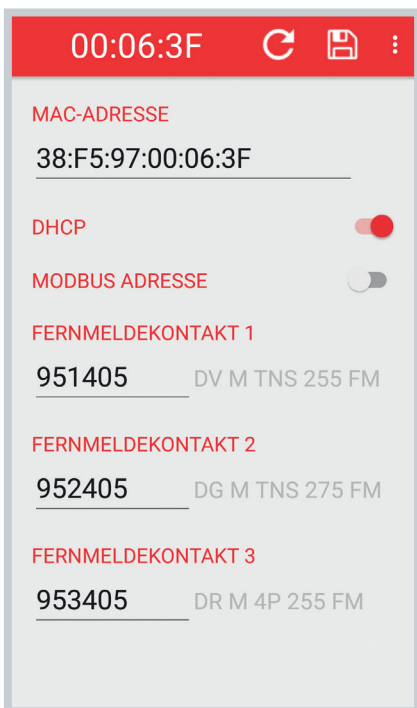 00:06:3F
MAC-ADRESSE
38:F5:97:00:06:3F
DHCP
MODBUS ADRESSE
FERNMELDEKONTAKT 1
951405 DV M TNS 255 FM
FERNMELDEKONTAKT 2
952405 DG M TNS 275 FM
FERNMELDEKONTAKT 3
953405 DR M 4P 255 FM